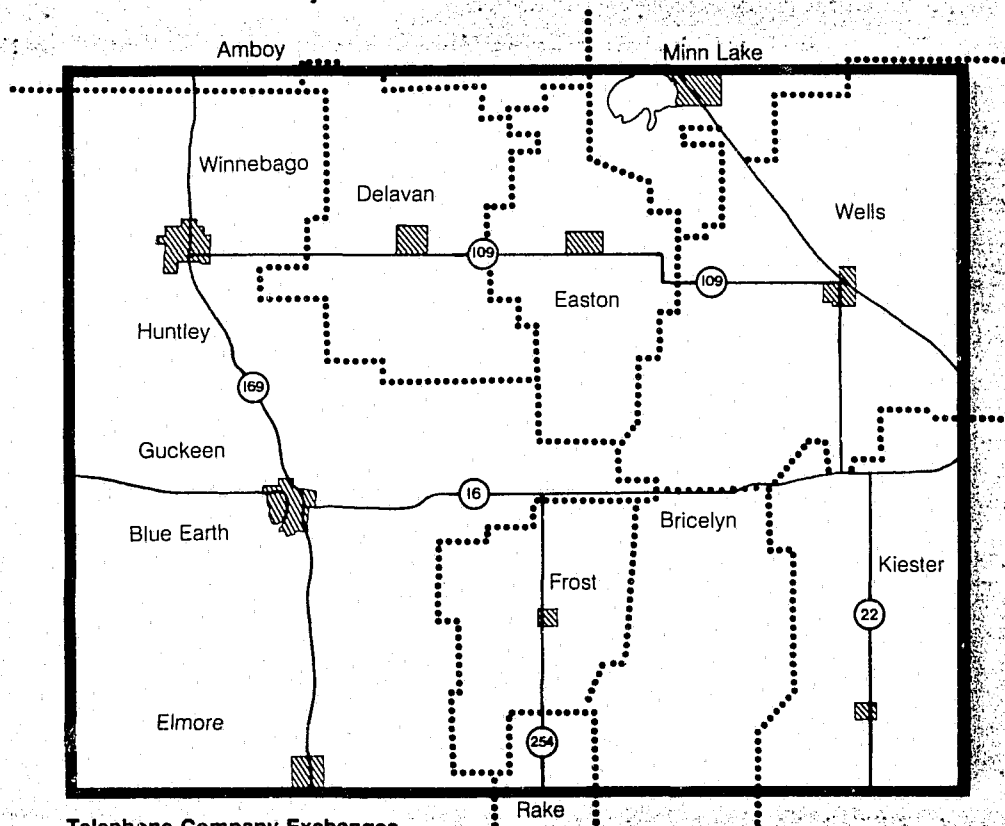 Amboy
Minn Lake
Winnebago
Delavan
Wells
109
Easton
109
Huntley
169
Guckeen
16
Bricelyn
Blue Earth
Kiester
Frost
22
Elmore
254
Rake
Telephone Company Exchanges